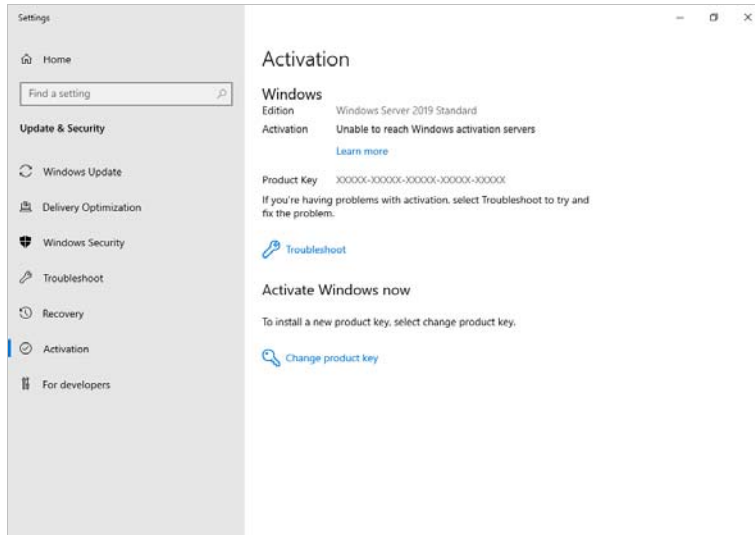 Settings
Home
Find a setting
Update & Security
Windows Update
Delivery Optimization
Windows Security
Troubleshoot
Recovery
Activation
For developers
Activation
Windows
Edition Windows Server 2019 Standard
Activation Unable to reach Windows activation servers
Learn more
Product Key XXXXX-XXXXX-XXXXX-XXXXX-XXXXX
If you're having problems with activation, select Troubleshoot to try and
fix the problem.
Troubleshoot
Activate Windows now
To install a new product key, select change product key.
Change product key